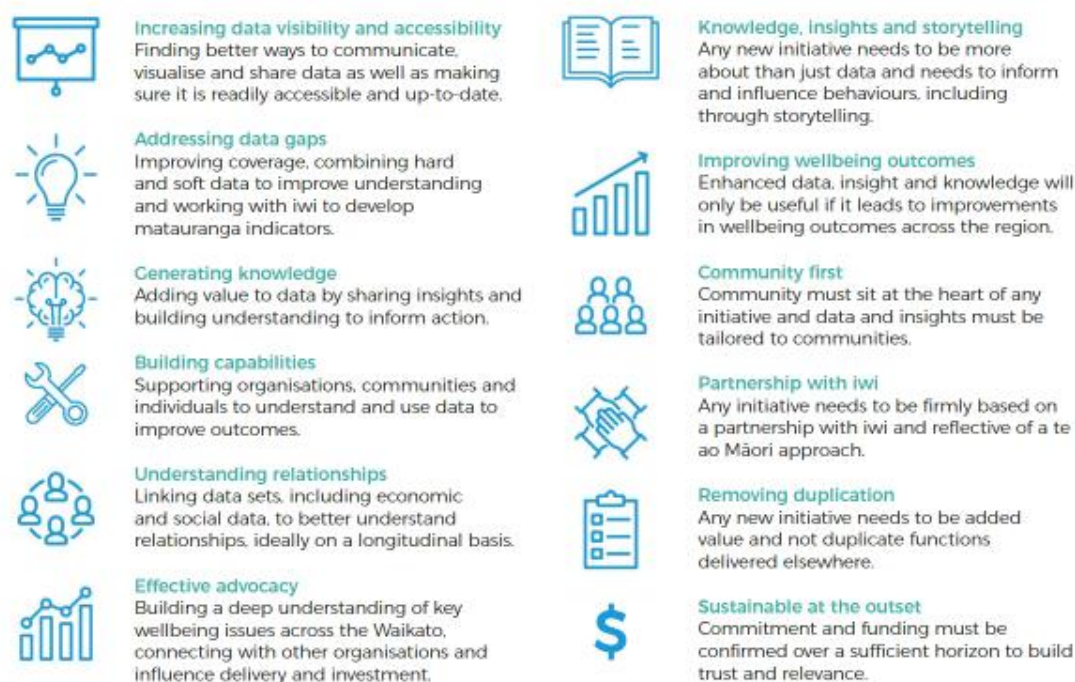 Increasing data visibility and accessibility
Finding better ways to communicate,
visualise and share data as well as making
sure it is readily accessible and up-to-date.
Addressing data gaps
Improving coverage, combining hard
and soft data to improve understanding
and working with iwi to develop
matauranga indicators.
Generating knowledge
Adding value to data by sharing insights and
building understanding to inform action.
Building capabilities
Supporting organisations, communities and
individuals to understand and use data to
improve outcomes.
Understanding relationships
Linking data sets, including economic
and social data, to better understand
relationships, ideally on a longitudinal basis.
Effective advocacy
Building a deep understanding of key
wellbeing issues across the Waikato,
connecting with other organisations and
influence delivery and investment.
Knowledge, insights and storytelling
Any new initiative needs to be more
about than just data and needs to inform
and influence behaviours, including
through storytelling.
Improving wellbeing outcomes
Enhanced data, insight and knowledge will
only be useful if it leads to improvements
in wellbeing outcomes across the region.
Community first
Community must sit at the heart of any
initiative and data and insights must be
tailored to communities.
Partnership with iwi
Any initiative needs to be firmly based on
a partnership with iwi and reflective of a te
ao Māori approach.
Removing duplication
Any new initiative needs to be added
value and not duplicate functions
delivered elsewhere.
$
Sustainable at the outset
Commitment and funding must be
confirmed over a sufficient horizon to build
trust and relevance.